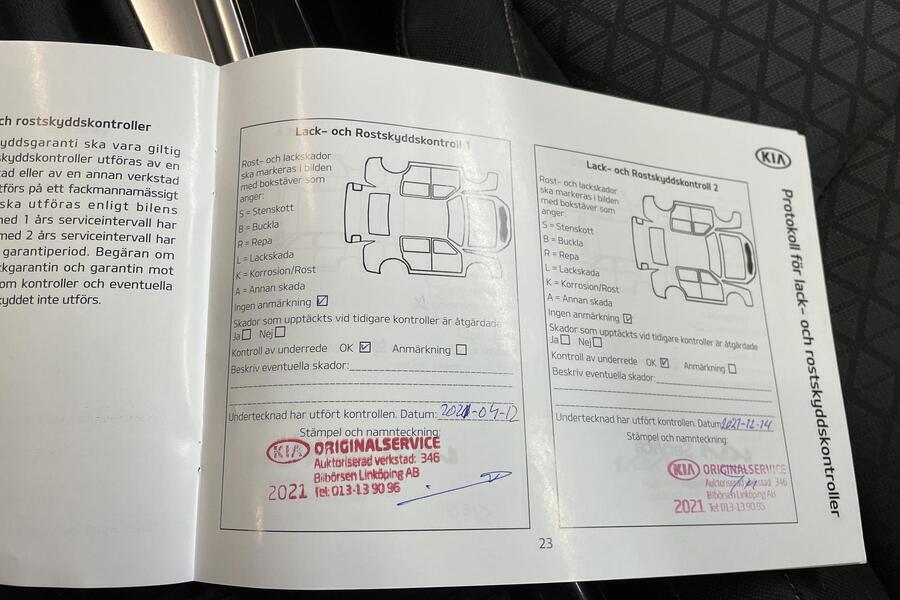 ch rostskyddskontroller
yddsgaranti ska vara giltig
skyddskontroller utföras av en
tad eller av en annan verkstad
tförs på ett fackmannamässigt
ska utföras enligt bilens
med 1 års serviceintervall har
med 2 års serviceintervall har
garantiperiod. Begäran om
ckgarantin och garantin mot
om kontroller och eventuella
kyddet inte utförs.
Lack- och Rostskyddskontroll 1
Rost- och lackskador
ska markeras i bilden
med bokstäver som
anger:
S = Stenskott
B = Buckla
R = Repa
L = Lackskada
K = Korrosion/Rost
A = Annan skada
Ingen anmärkning
Skador som upptäckts vid tidigare kontroller är åtgärdade
Ja Nej
Kontroll av underrede OK Anmärkning
Beskriv eventuella skador:
Undertecknad har utfört kontrollen. Datum: 2021-04-12
Stämpel och namnteckning:
KIA ORIGINALSERVICE
Auktoriserad verkstad: 346
Bilbörsen Linköping AB
2021 Tel: 013-13 90 96
Lack- och Rostskyddskontroll 2
Rost- och lackskador
ska markeras i bilden
med bokstäver som
anger:
S = Stenskott
B = Buckla
R = Repa
L = Lackskada
K = Korrosion/Rost
A = Annan skada
Ingen anmärkning
Skador som upptäckts vid tidigare kontroller är åtgärdade
Ja Nej
Kontroll av underrede OK Anmärkning
Beskriv eventuella skador:
Undertecknad har utfört kontrollen. Datum: 2021-12-14
Stämpel och namnteckning:
KIA ORIGINALSERVICE
Auktoriserad verkstad 346
Bilbörsen Linköping AB
2021 Tel 013-13 90 96
KIA
Protokoll för lack- och rostskyddskontroller
23